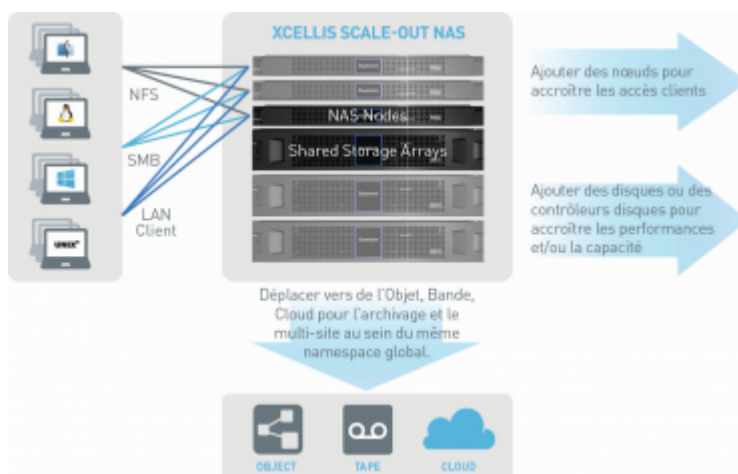 XCELLIS SCALE-OUT NAS
NFS
SMB
LAN
Client
UNIX
NAS Nodes
Shared Storage Arrays
Ajouter des nœuds pour
accroître les accès clients
Ajouter des disques ou des
contrôleurs disques pour
accroître les performances
et/ou la capacité
Déplacer vers de l'Objet, Bande,
Cloud pour l'archivage et le
multi-site au sein du même
namespace global.
OBJECT
TAPE
CLOUD